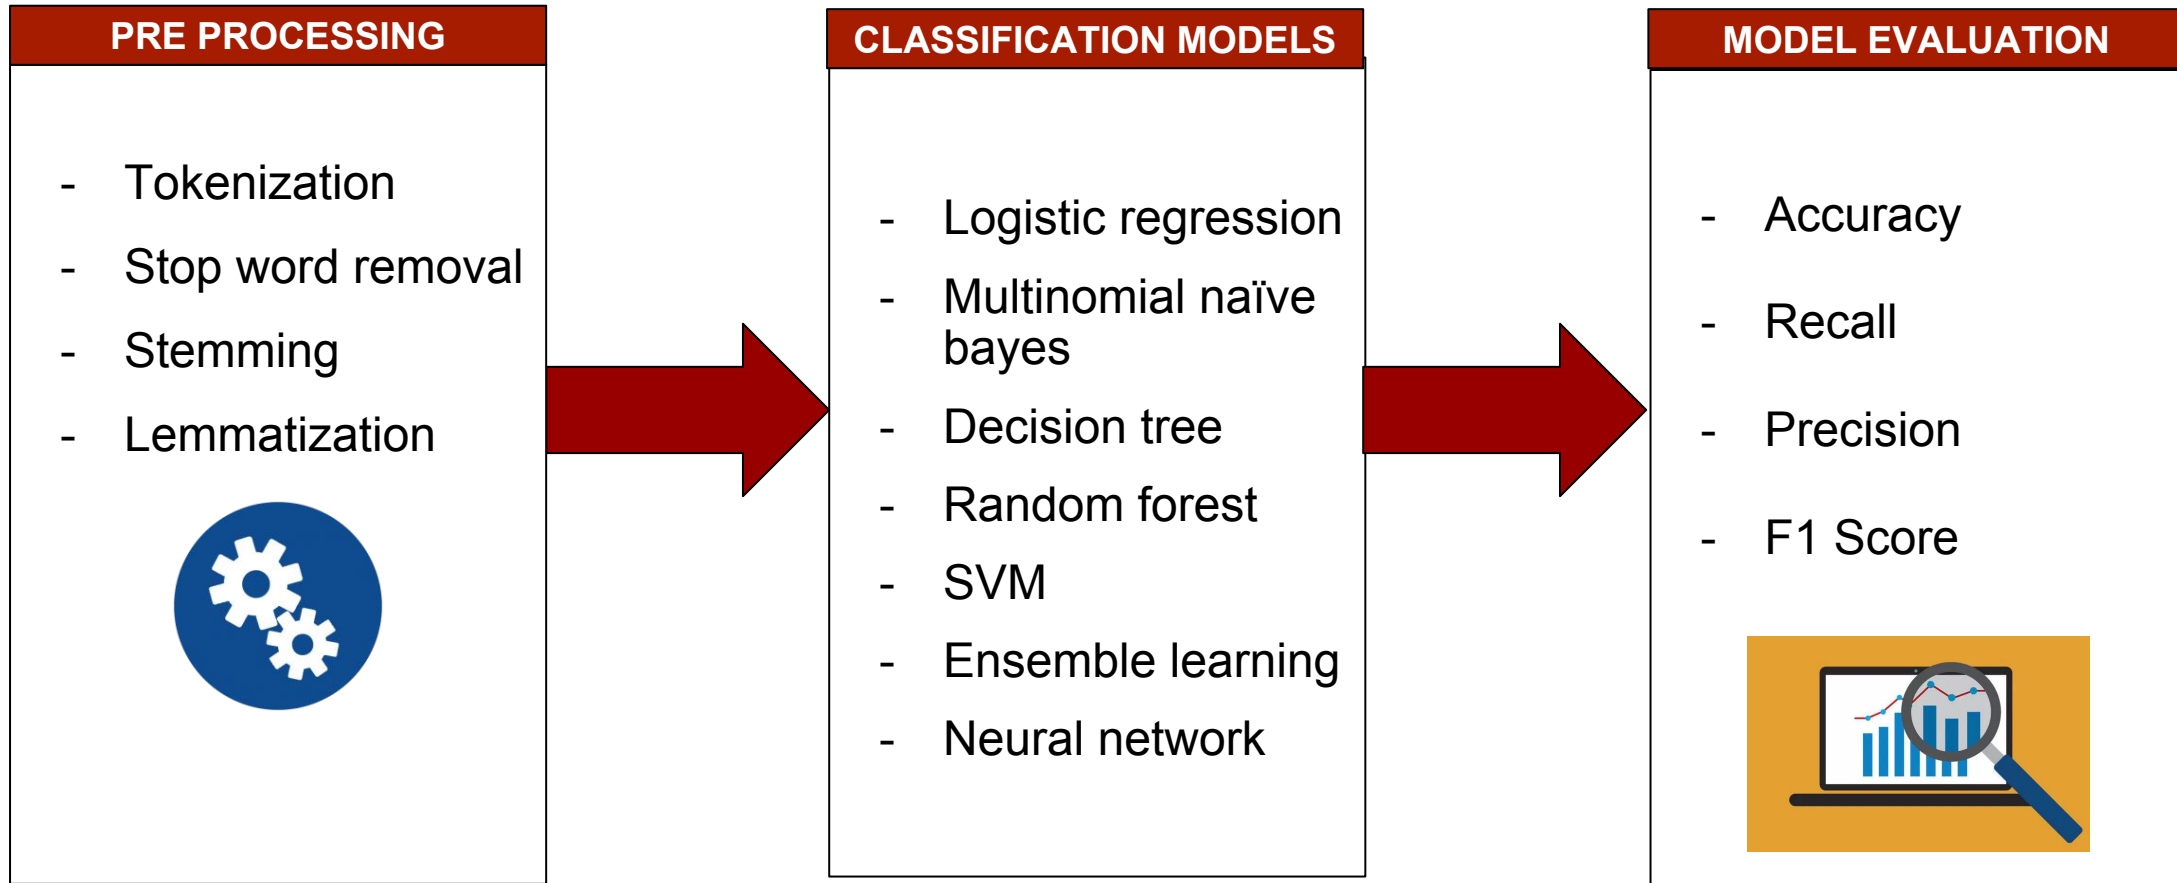 PRE PROCESSING
- Tokenization
- Stop word removal
- Stemming
- Lemmatization
CLASSIFICATION MODELS
- Logistic regression
- Multinomial naïve
bayes
- Decision tree
- Random forest
- SVM
- Ensemble learning
- Neural network
MODEL EVALUATION
- Accuracy
- Recall
- Precision
- F1 Score